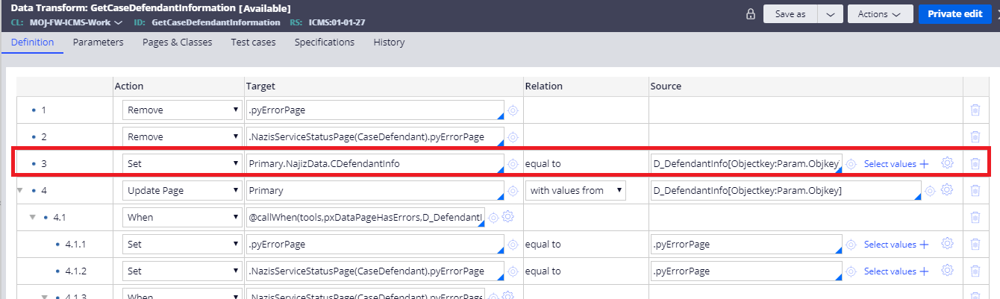 Data Transform: GetCaseDefendantInformation [Available]
CL: MOJ-FW-ICMS-Work ID: GetCaseDefendantInformation RS: ICMS:01-01-27
Save as Actions Private edit
Definition Parameters Pages & Classes Test cases Specifications History
Action Target Relation Source
1 Remove .pyErrorPage
2 Remove .NazisServiceStatusPage(CaseDefendant).pyErrorPage
3 Set Primary.NajizData.CDefendantInfo equal to D_DefendantInfo[Objectkey:Param.Objkey] Select values
4 Update Page Primary with values from D_DefendantInfo[Objectkey:Param.Objkey]
4.1 When @callWhen(tools,pxDataPageHasErrors,D_DefendantI
4.1.1 Set .pyErrorPage equal to .pyErrorPage Select values
4.1.2 Set .NazisServiceStatusPage(CaseDefendant).pyErrorPage equal to .pyErrorPage Select values
4.1.3 When .NazisServiceStatusPage(CaseDefendant).pyErrorPage